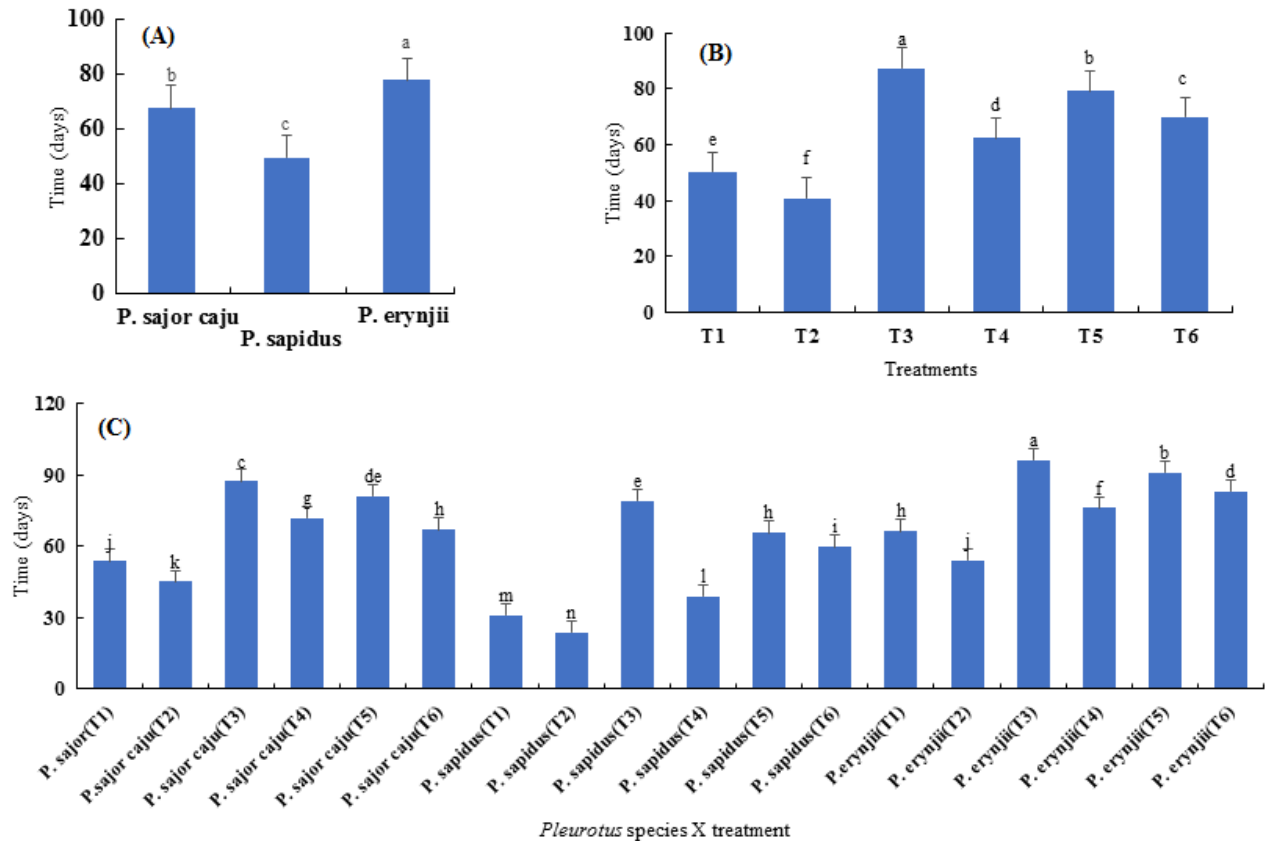 (A)
Time (days)
100
80
60
40
20
0
b
c
a
P. sajor caju
P. sapidus
P. erynjii
(B)
Time (days)
100
80
60
40
20
0
e
f
a
d
b
c
T1 T2 T3 T4 T5 T6
Treatments
(C)
Time (days)
120
90
60
30
0
j
k
c
g
de
h
m
n
e
l
h
i
h
j
a
f
b
d
P. sajor(T1)
P.sajor caju(T2)
P. sajor caju(T3)
P. sajor caju(T4)
P. sajor caju(T5)
P. sajor caju(T6)
P. sapidus(T1)
P. sapidus(T2)
P. sapidus(T3)
P. sapidus(T4)
P. sapidus(T5)
P. sapidus(T6)
P.erynjii(T1)
P. erynjii(T2)
P. erynjii(T3)
P. erynjii(T4)
P. erynjii(T5)
P. erynjii(T6)
Pleurotus species X treatment